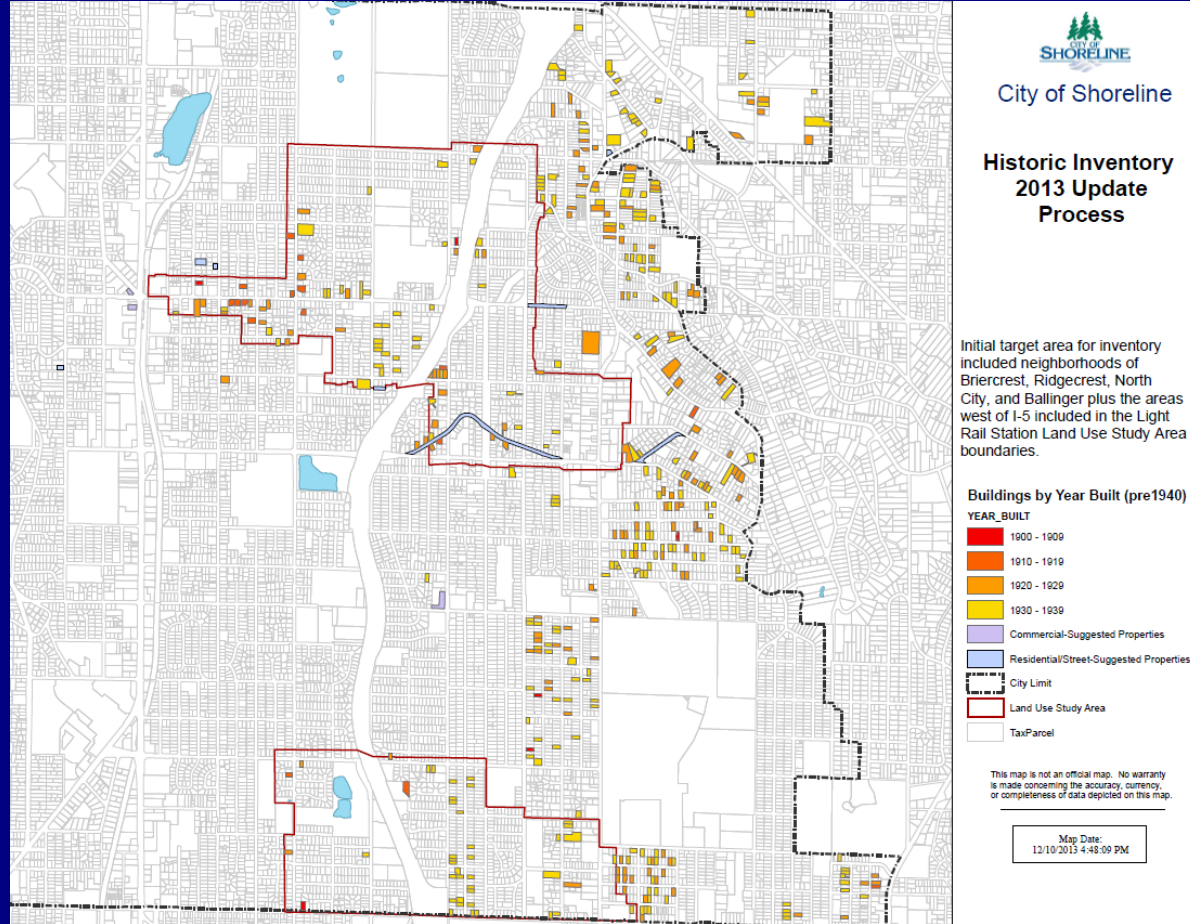 CITY OF
SHORELINE
City of Shoreline
Historic Inventory
2013 Update
Process
Initial target area for inventory
included neighborhoods of
Briercrest, Ridgecrest, North
City, and Ballinger plus the areas
west of I-5 included in the Light
Rail Station Land Use Study Area
boundaries.
Buildings by Year Built (pre1940)
YEAR_BUILT
1900 - 1909
1910 - 1919
1920 - 1929
1930 - 1939
Commercial-Suggested Properties
Residential/Street-Suggested Properties
City Limit
Land Use Study Area
TaxParcel
This map is not an official map. No warranty
is made concerning the accuracy, currency,
or completeness of data depicted on this map.
Map Date:
12/10/2013 4:48:09 PM